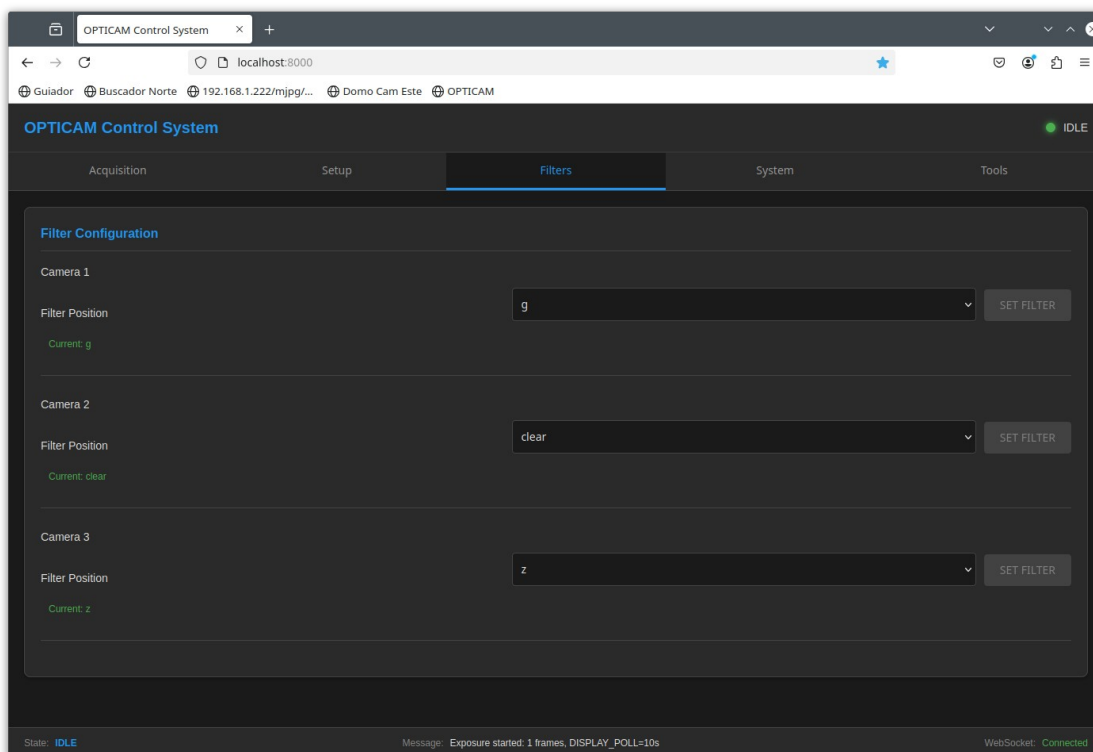 OPTICAM Control System
localhost:8000
Guiador Buscador Norte 192.168.1.222/mjpg/... Domo Cam Este OPTICAM
OPTICAM Control System IDLE
Acquisition Setup Filters System Tools
Filter Configuration
Camera 1
Filter Position g SET FILTER
Current: g
Camera 2
Filter Position clear SET FILTER
Current: clear
Camera 3
Filter Position z SET FILTER
Current: z
State: IDLE Message: Exposure started: 1 frames, DISPLAY_POLL=10s WebSocket: Connected